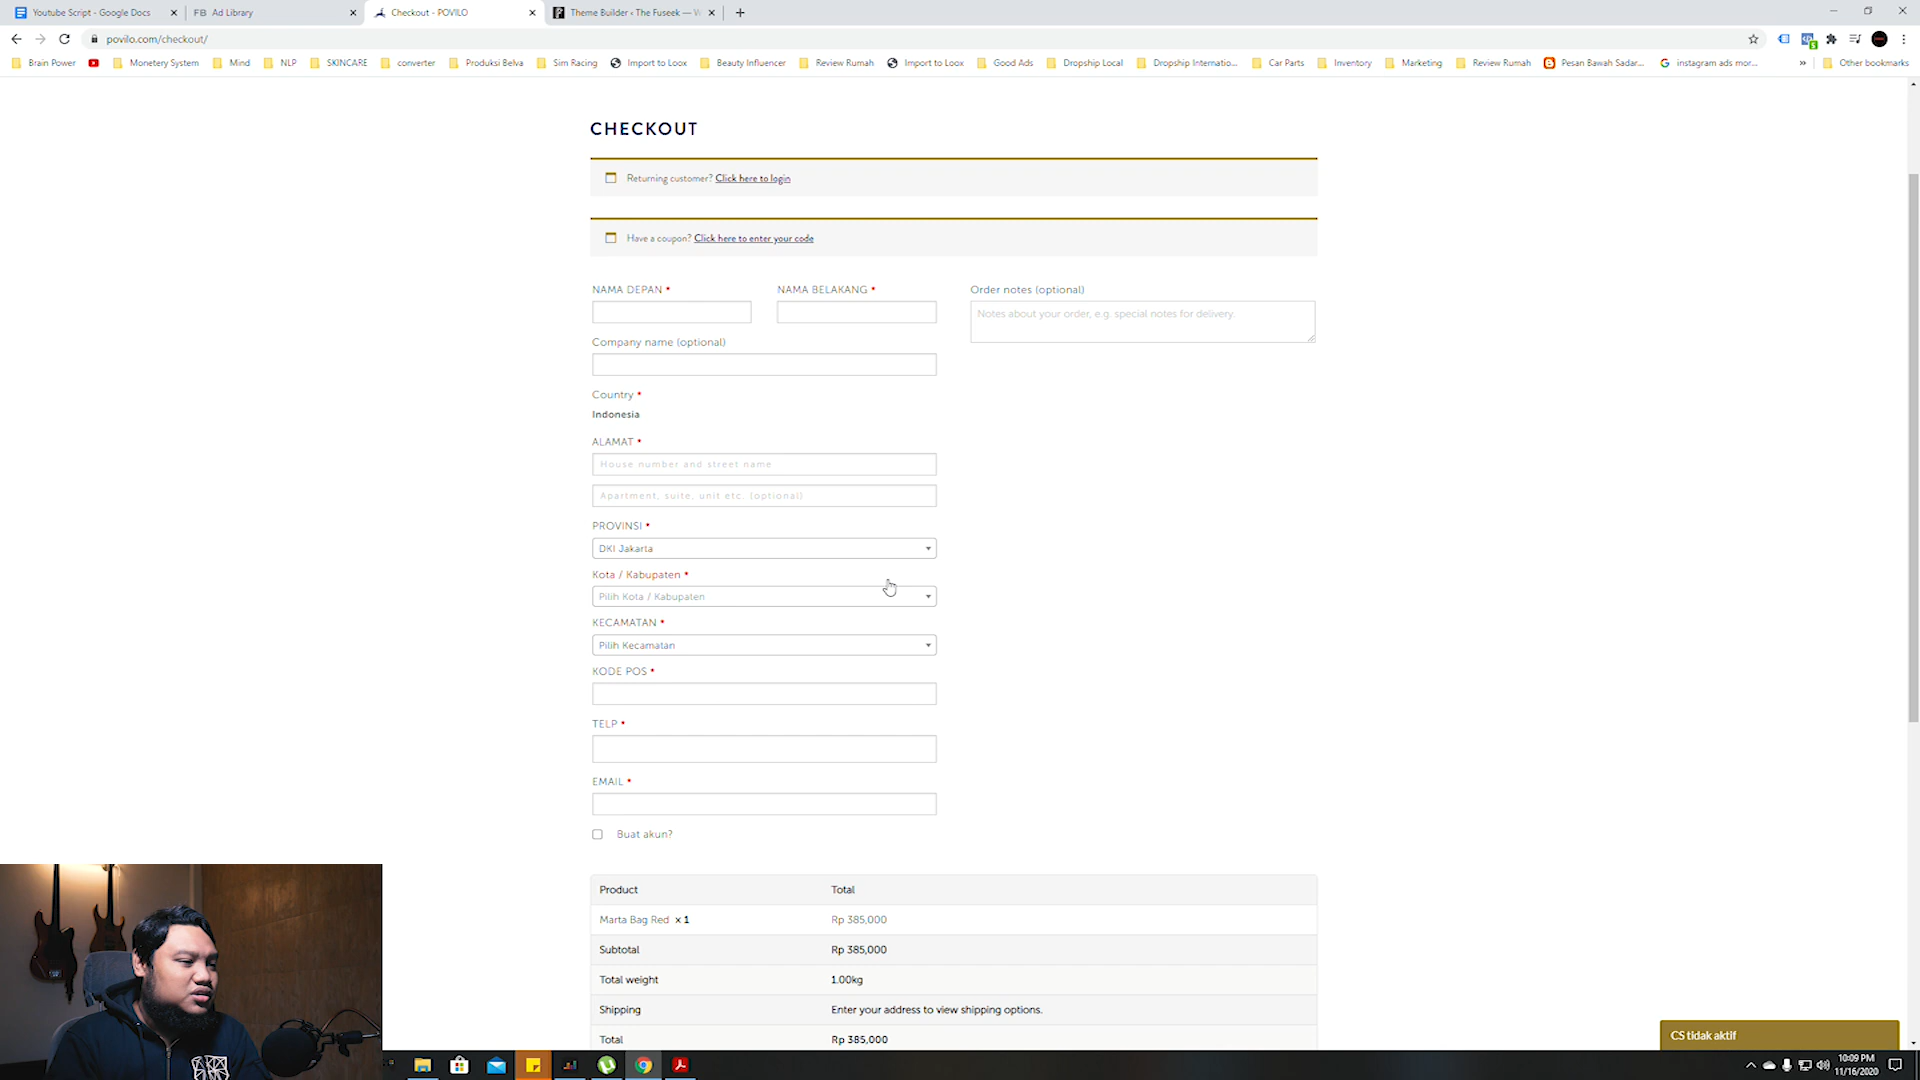 Youtube Script - Google Docs
FB Ad Library
Checkout - POVILO
Theme Builder ‹ The Fuseek — W
povilo.com/checkout/
Brain Power
Monetery System
Mind
NLP
SKINCARE
converter
Produksi Belva
Sim Racing
Import to Loox
Beauty Influencer
Review Rumah
Import to Loox
Good Ads
Dropship Local
Dropship Internatio...
Car Parts
Inventory
Marketing
Review Rumah
Pesan Bawah Sadar...
instagram ads mor...
»
Other bookmarks
CHECKOUT
Returning customer? Click here to login
Have a coupon? Click here to enter your code
NAMA DEPAN *
NAMA BELAKANG *
Order notes (optional)
Notes about your order, e.g. special notes for delivery.
Company name (optional)
Country *
Indonesia
ALAMAT *
House number and street name
Apartment, suite, unit etc. (optional)
PROVINSI *
DKI Jakarta
Kota / Kabupaten *
Pilih Kota / Kabupaten
KECAMATAN *
Pilih Kecamatan
KODE POS *
TELP *
EMAIL *
Buat akun?
Product Total
Marta Bag Red × 1 Rp 385,000
Subtotal Rp 385,000
Total weight 1.00kg
Shipping Enter your address to view shipping options.
Total Rp 385,000
CS tidak aktif
10:09 PM
11/16/2020